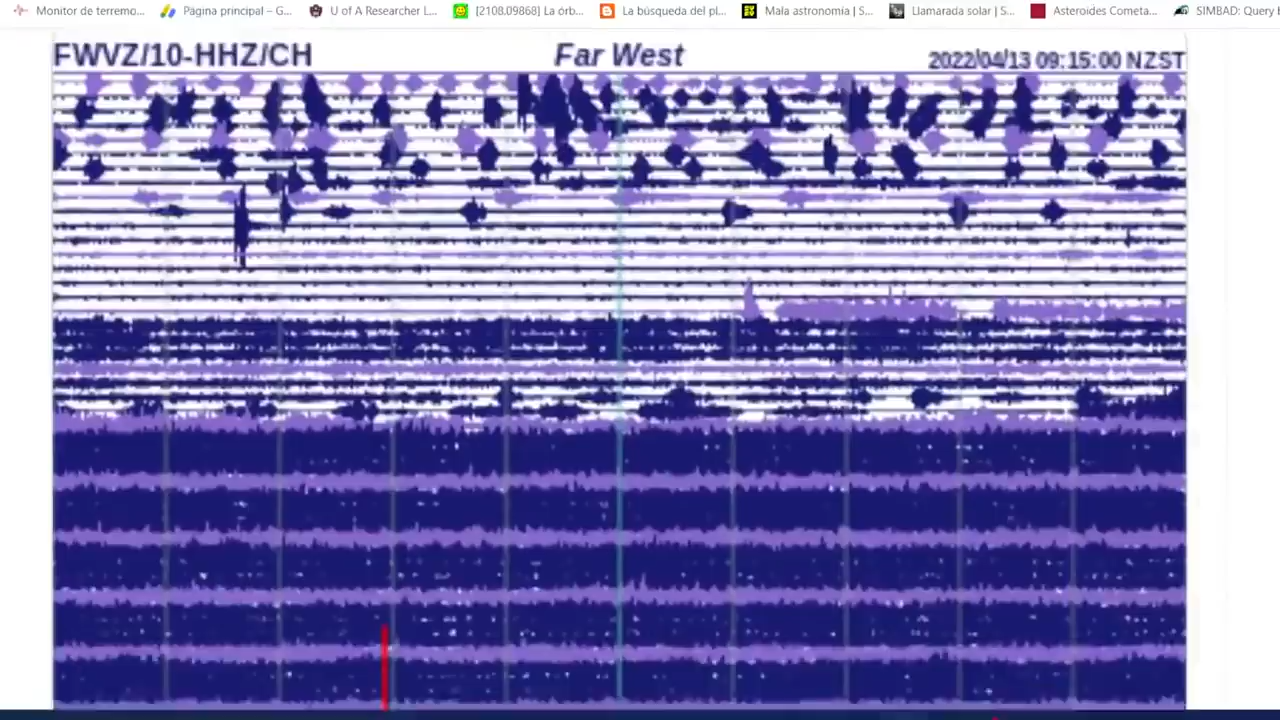 Monitor de terremo... Página principal – G... U of A Researcher L... [2108.09868] La órb... La búsqueda del pl... Mala astronomia | S... Llamarada solar | S... Asteroides Cometa... SIMBAD: Query b
FWVZ/10-HHZ/CH Far West 2022/04/13 09:15:00 NZST